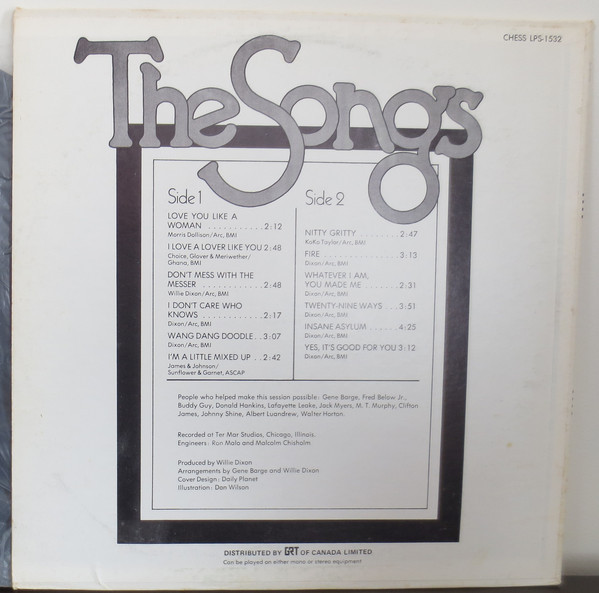 CHESS LPS-1532
The Songs
Side 1
LOVE YOU LIKE A
WOMAN ...........2:12
Morris Dollison/Arc, BMI
I LOVE A LOVER LIKE YOU 2:48
Choice, Glover & Meriwether/
Ghana, BMI
DON'T MESS WITH THE
MESSER ...........2:48
Willie Dixon/Arc, BMI
I DON'T CARE WHO
KNOWS ...........2:17
Dixon/Arc, BMI
WANG DANG DOODLE..3:07
Dixon/Arc, BMI
I'M A LITTLE MIXED UP ..2:42
James & Johnson/
Sunflower & Garnet, ASCAP
Side 2
NITTY GRITTY ........2:47
KoKo Taylor/Arc, BMI
FIRE ...............3:13
Dixon/Arc, BMI
WHATEVER I AM,
YOU MADE ME .......2:31
Dixon/Arc, BMI
TWENTY-NINE WAYS ...3:51
Dixon/Arc, BMI
INSANE ASYLUM ......4:25
Dixon/Arc, BMI
YES, IT'S GOOD FOR YOU 3:12
Dixon/Arc, BMI
People who helped make this session possible: Gene Barge, Fred Below Jr.,
Buddy Guy, Donald Hankins, Lafayette Leake, Jack Myers, M. T. Murphy, Clifton
James, Johnny Shine, Albert Luandrew, Walter Horton.
Recorded at Ter Mar Studios, Chicago, Illinois.
Engineers: Ron Malo and Malcolm Chisholm
Produced by Willie Dixon
Arrangements by Gene Barge and Willie Dixon
Cover Design: Daily Planet
Illustration: Don Wilson
DISTRIBUTED BY GRT OF CANADA LIMITED
Can be played on either mono or stereo equipment